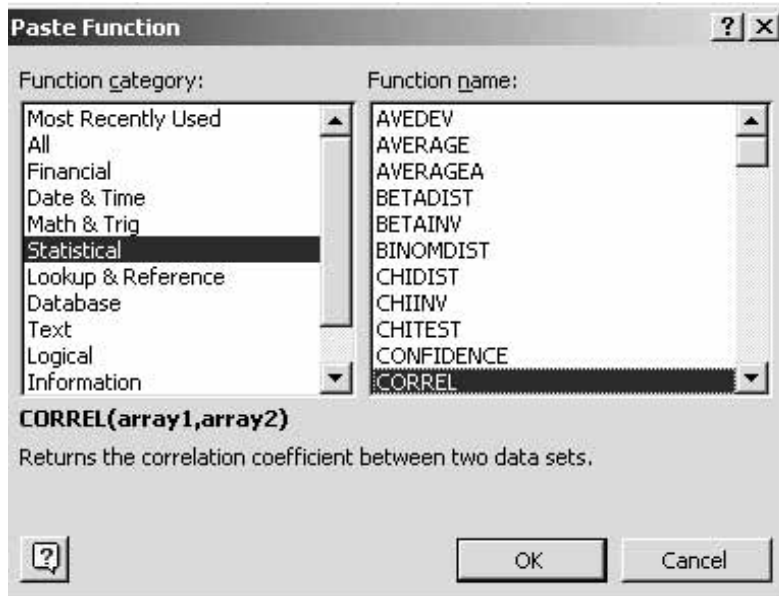 Paste Function
? X
Function category:
Most Recently Used
All
Financial
Date & Time
Math & Trig
Statistical
Lookup & Reference
Database
Text
Logical
Information
Function name:
AVEDEV
AVERAGE
AVERAGEA
BETADIST
BETAINV
BINOMDIST
CHIDIST
CHIINV
CHITEST
CONFIDENCE
CORREL
CORREL(array1,array2)
Returns the correlation coefficient between two data sets.
?
OK
Cancel